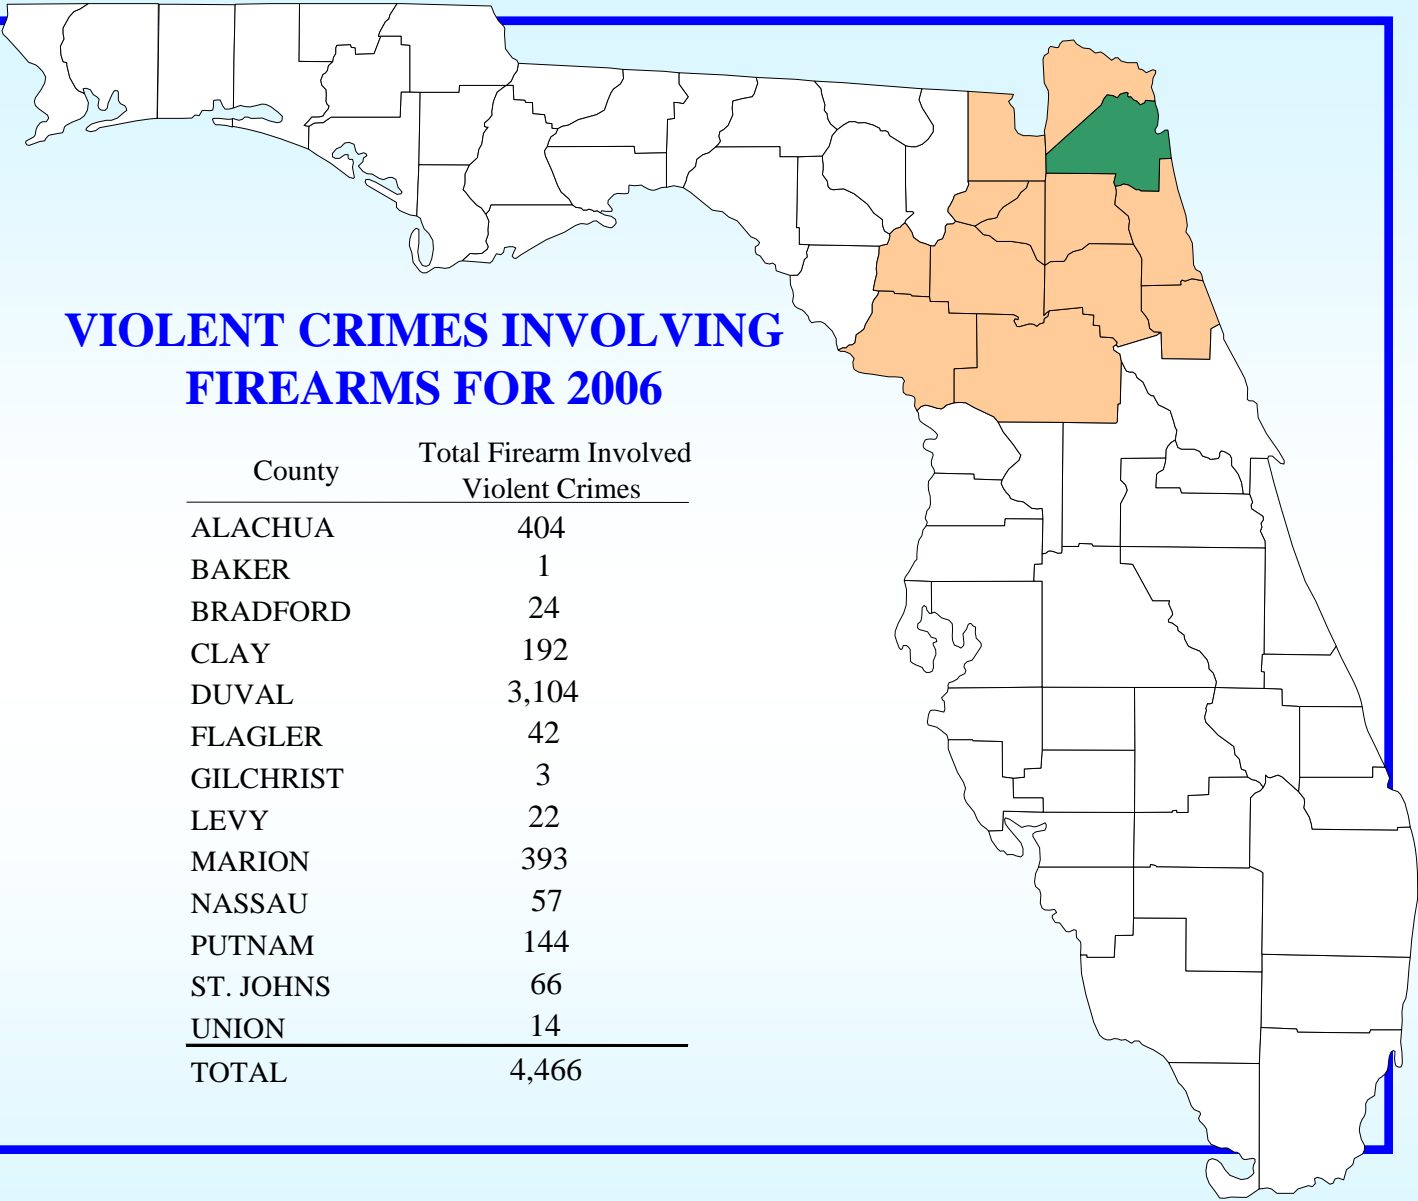 VIOLENT CRIMES INVOLVING
FIREARMS FOR 2006
County Total Firearm Involved
Violent Crimes
ALACHUA 404
BAKER 1
BRADFORD 24
CLAY 192
DUVAL 3,104
FLAGLER 42
GILCHRIST 3
LEVY 22
MARION 393
NASSAU 57
PUTNAM 144
ST. JOHNS 66
UNION 14
TOTAL 4,466